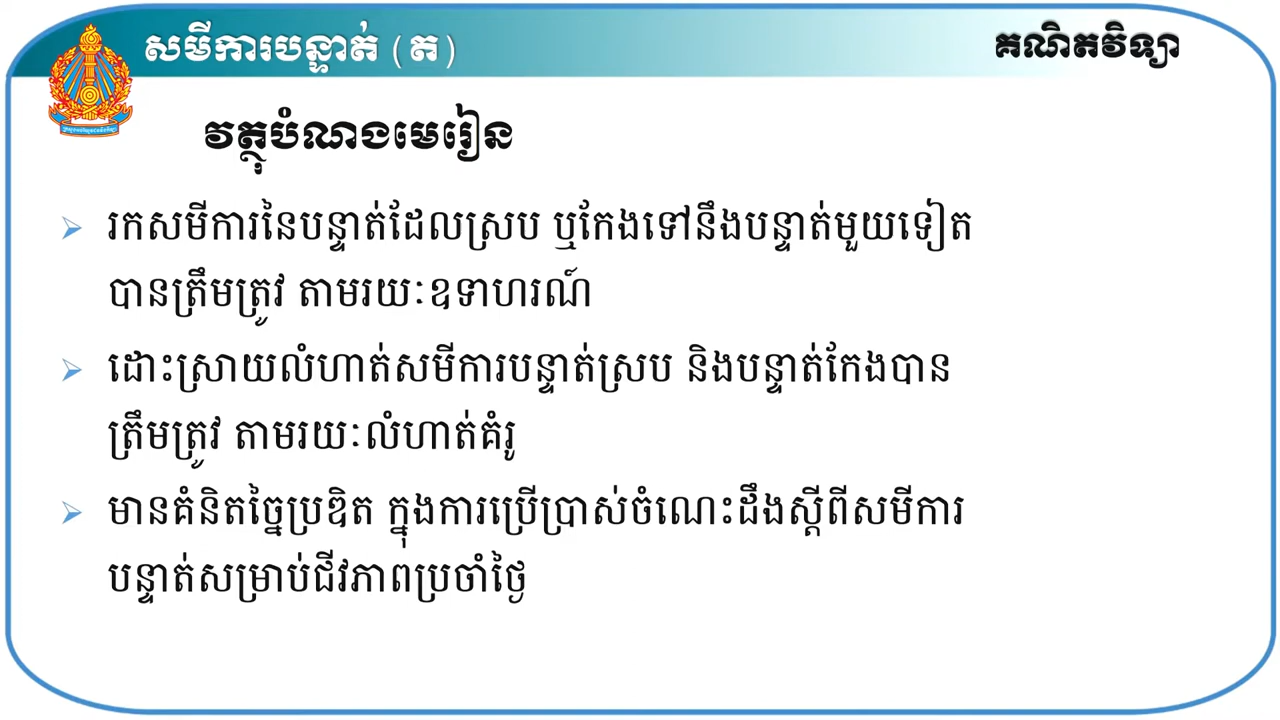 សមីការបន្ទាត់ (ត)
គណិតវិទ្យា
វត្ថុបំណងមេរៀន
រកសមីការនៃបន្ទាត់ដែលស្រប ឬកែងទៅនឹងបន្ទាត់មួយទៀត
បានត្រឹមត្រូវ តាមរយៈឧទាហរណ៍
ដោះស្រាយលំហាត់សមីការបន្ទាត់ស្រប និងបន្ទាត់កែងបាន
ត្រឹមត្រូវ តាមរយៈលំហាត់គំរូ
មានគំនិតច្នៃប្រឌិត ក្នុងការប្រើប្រាស់ចំណេះដឹងស្តីពីសមីការ
បន្ទាត់សម្រាប់ជីវភាពប្រចាំថ្ងៃ